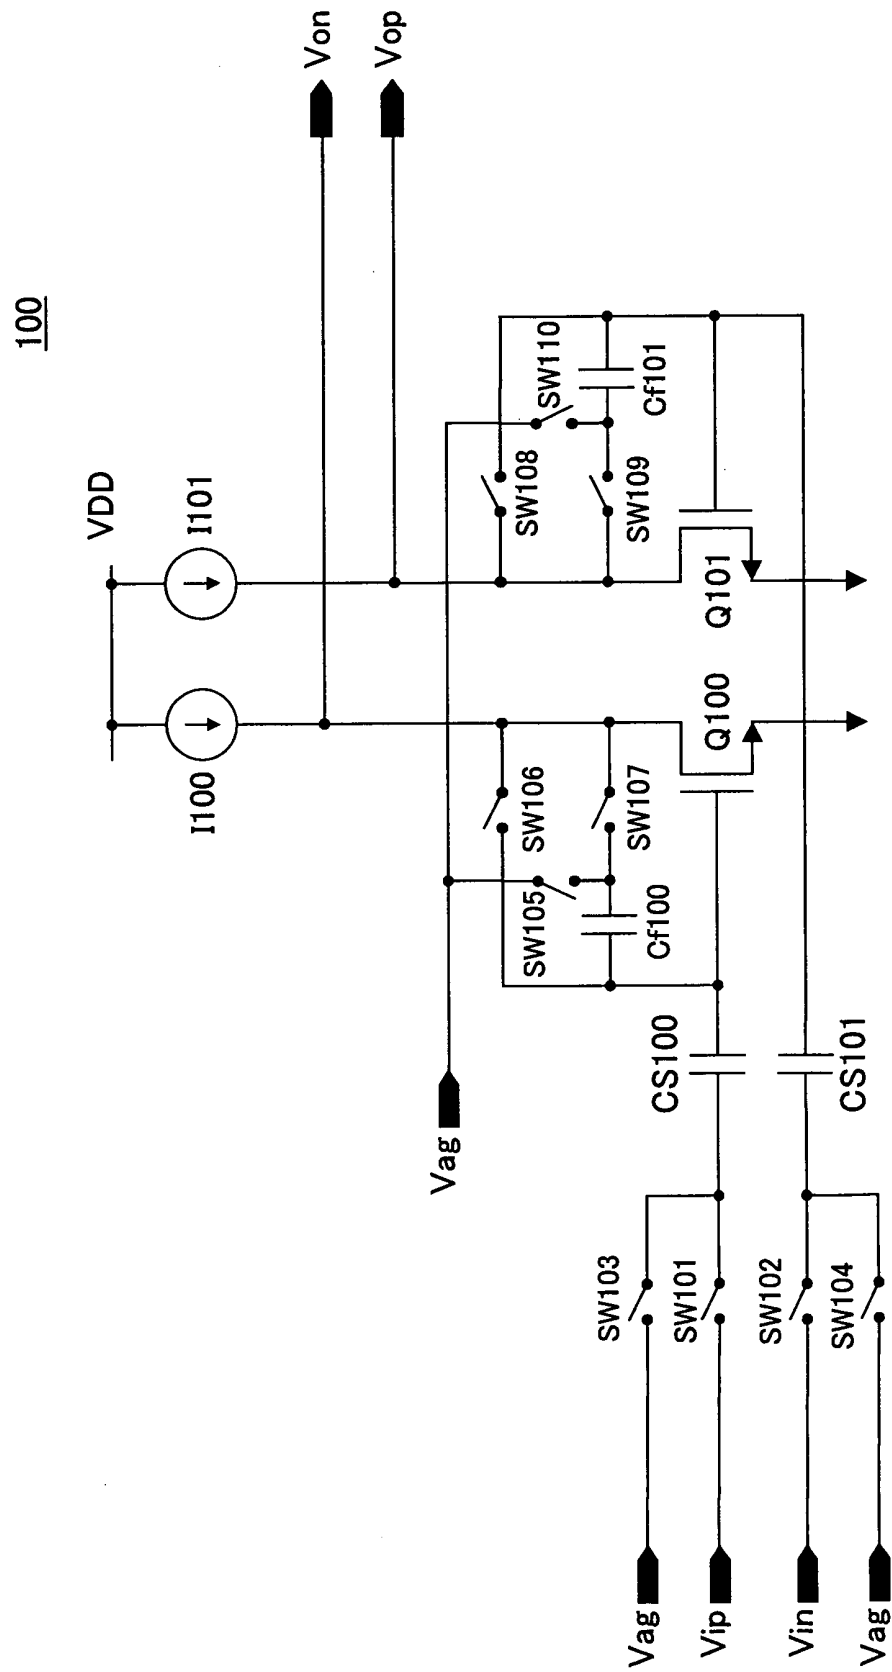 100
Von
Vop
VDD
I100
I101
SW110
Cf101
SW108
SW109
SW106
SW107
SW105
Cf100
Q100
Q101
Vag
CS100
CS101
SW103
SW101
SW102
SW104
Vag
Vip
Vin
Vag